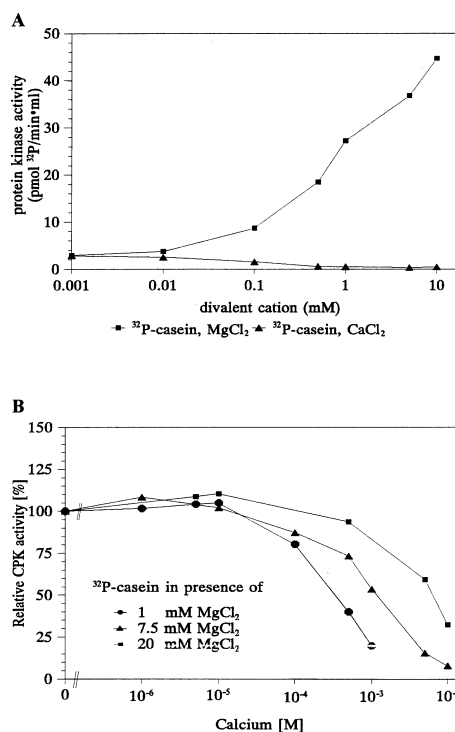 A
protein kinase activity
(pmol ³²P/min*ml)
50
40
30
20
10
0
0.001 0.01 0.1 1 10
divalent cation (mM)
³²P-casein, MgCl₂ ³²P-casein, CaCl₂
B
Relative CPK activity [%]
150
125
100
75
50
25
0
³²P-casein in presence of
1 mM MgCl₂
7.5 mM MgCl₂
20 mM MgCl₂
0 10⁻⁶ 10⁻⁵ 10⁻⁴ 10⁻³
Calcium [M]